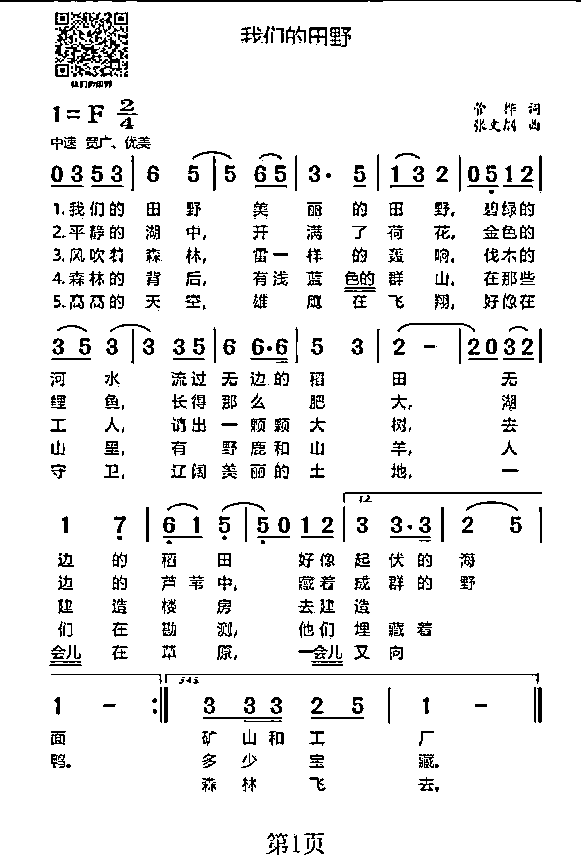 我们的田野
我们的田野
1=F 2/4
中速 宽广、优美
管 桦 词
张文纲 曲
0 3 5 3 | 6 5 | 5 6 5 | 3· 5 | 1 3 2 | 0 5 1 2 |
1.我们的 田 野 美 丽 的 田 野, 碧绿的
2.平静的 湖 中, 开 满 了 荷 花, 金色的
3.风吹着 森林, 雷一样 的 轰 响, 伐木的
4.森林的 背 后, 有浅 蓝 色的 群 山, 在那些
5.高高的 天 空, 雄 鹰 在 飞 翔, 好像在
3 5 3 | 3 3 5 | 6 6·6 | 5 3 | 2 - | 2 0 3 2 |
河 水 流过 无 边的 稻 田 无
鲤 鱼, 长得 那 么 肥 大, 湖
工 人, 请出 一 颗颗 大 树, 去
山 里, 有 野 鹿和 山 羊, 人
守 卫, 辽阔 美 丽的 土 地, 一
1 7 | 6 1 5 | 5 0 1 2 | 12. 3 3·3 | 2 5 |
边 的 稻 田 好像 起 伏的 海
边 的 芦苇 中, 藏着 成 群的 野
建 造 楼 房 去建 造
们 在 勘 测, 他们 埋 藏着
会儿 在 草 原, 一会儿 又 向
1 - :‖ 345. 3 3 3 | 2 5 | 1 - ‖
面 矿 山和 工 厂
鸭。 多 少 宝 藏。
森 林 飞 去,
第1页